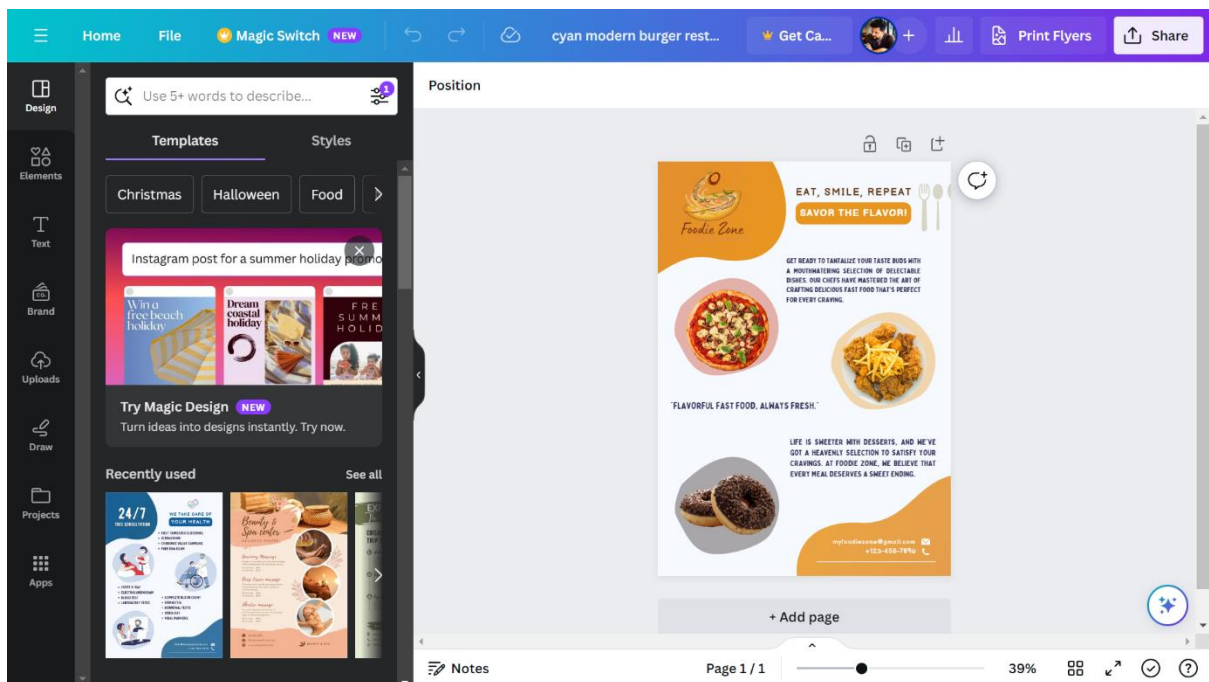 Home File Magic Switch NEW cyan modern burger rest... Get Ca... Print Flyers Share
Design
Elements
Text
Brand
Uploads
Draw
Projects
Apps
Use 5+ words to describe...
1
Templates Styles
Christmas Halloween Food
Instagram post for a summer holiday promo
Win a
free beach
holiday
Dream
coastal
holiday
FRE
SUMM
HOLID
Try Magic Design NEW
Turn ideas into designs instantly. Try now.
Recently used See all
24/7
WE TAKE CARE OF
YOUR HEALTH
Beauty &
Spa center
Position
Foodie Zone
EAT, SMILE, REPEAT
SAVOR THE FLAVOR!
GET READY TO TANTALIZE YOUR TASTE BUDS WITH
A MOUTHWATERING SELECTION OF DELECTABLE
DISHES. OUR CHEFS HAVE MASTERED THE ART OF
CRAFTING DELICIOUS FAST FOOD THAT'S PERFECT
FOR EVERY CRAVING.
"FLAVORFUL FAST FOOD, ALWAYS FRESH."
LIFE IS SWEETER WITH DESSERTS, AND WE'VE
GOT A HEAVENLY SELECTION TO SATISFY YOUR
CRAVINGS. AT FOODIE ZONE, WE BELIEVE THAT
EVERY MEAL DESERVES A SWEET ENDING.
myfoodiezone@gmail.com
+123-456-7890
+ Add page
Notes Page 1 / 1 39%